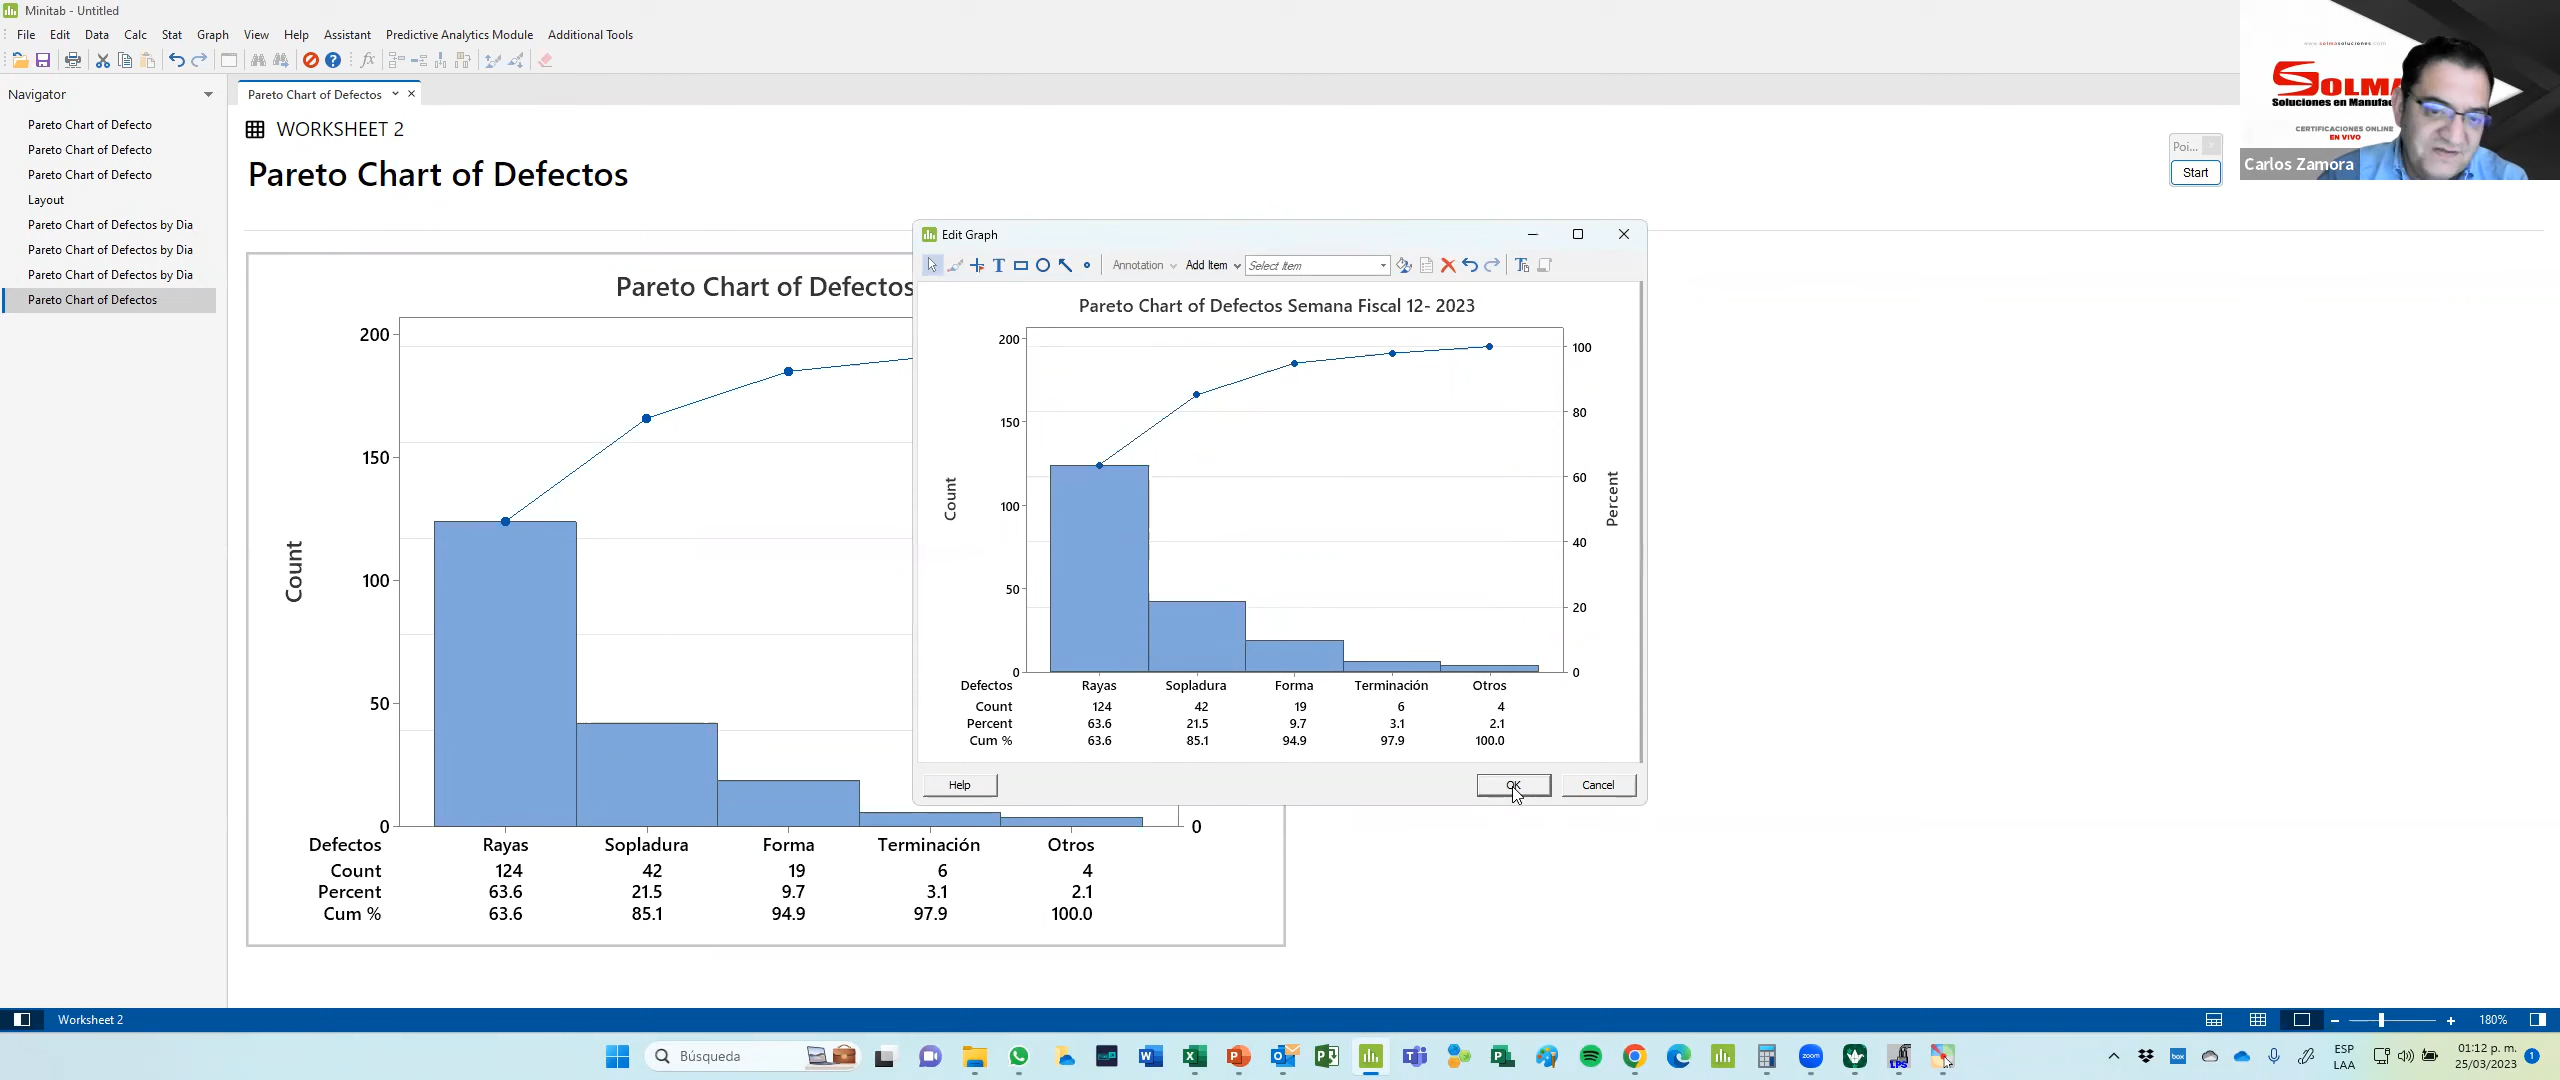 Minitab - Untitled
File Edit Data Calc Stat Graph View Help Assistant Predictive Analytics Module Additional Tools
Navigator
Pareto Chart of Defecto
Pareto Chart of Defecto
Pareto Chart of Defecto
Layout
Pareto Chart of Defectos by Dia
Pareto Chart of Defectos by Dia
Pareto Chart of Defectos by Dia
Pareto Chart of Defectos
Pareto Chart of Defectos
WORKSHEET 2
Pareto Chart of Defectos
Pareto Chart of Defectos
200
150
100
50
0
0
Count
Defectos Rayas Sopladura Forma Terminación Otros
Count 124 42 19 6 4
Percent 63.6 21.5 9.7 3.1 2.1
Cum % 63.6 85.1 94.9 97.9 100.0
Edit Graph
Annotation Add Item Select Item
Pareto Chart of Defectos Semana Fiscal 12- 2023
200
150
100
50
0
Count
100
80
60
40
20
0
Percent
Defectos Rayas Sopladura Forma Terminación Otros
Count 124 42 19 6 4
Percent 63.6 21.5 9.7 3.1 2.1
Cum % 63.6 85.1 94.9 97.9 100.0
Help OK Cancel
Poi...
Start
www.solmasoluciones.com
SOLMA
Soluciones en Manufac
CERTIFICACIONES ONLINE
EN VIVO
Carlos Zamora
Worksheet 2
180%
Búsqueda
zoom
box
LPS
ESP
LAA
01:12 p. m.
25/03/2023
1